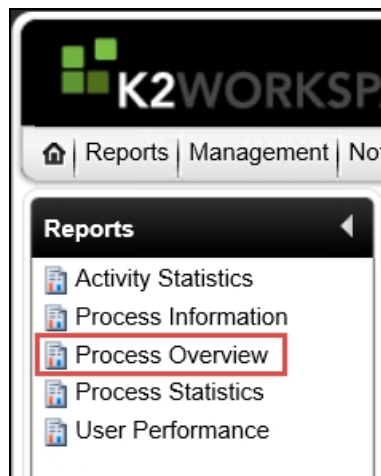 K2WORKSP
Reports | Management | No
Reports
Activity Statistics
Process Information
Process Overview
Process Statistics
User Performance